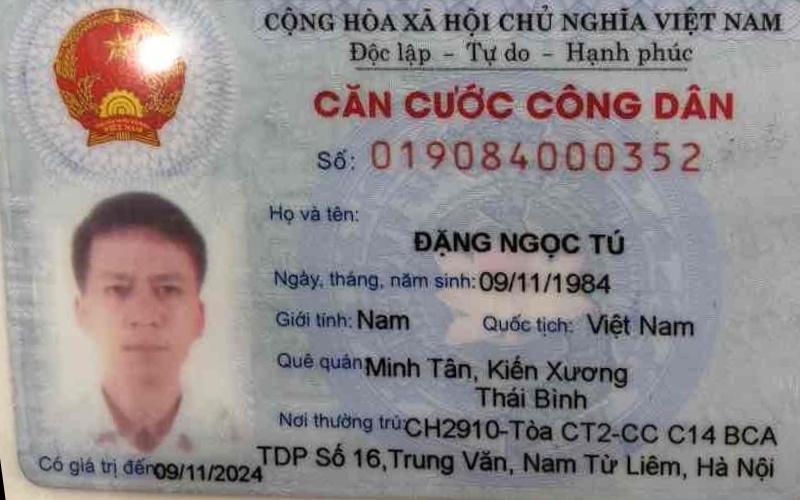 CỘNG HÒA XÃ HỘI CHỦ NGHĨA VIỆT NAM
Độc lập - Tự do - Hạnh phúc
CĂN CƯỚC CÔNG DÂN
Số: 019084000352
Họ và tên:
ĐẶNG NGỌC TÚ
Ngày, tháng, năm sinh: 09/11/1984
Giới tính: Nam Quốc tịch: Việt Nam
Quê quán: Minh Tân, Kiến Xương
Thái Bình
Nơi thường trú: CH2910-Tòa CT2-CC C14 BCA
TDP Số 16,Trung Văn, Nam Từ Liêm, Hà Nội
Có giá trị đến: 09/11/2024